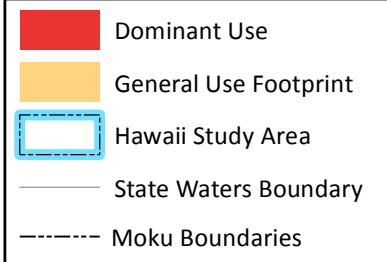 Dominant Use
General Use Footprint
Hawaii Study Area
State Waters Boundary
Moku Boundaries